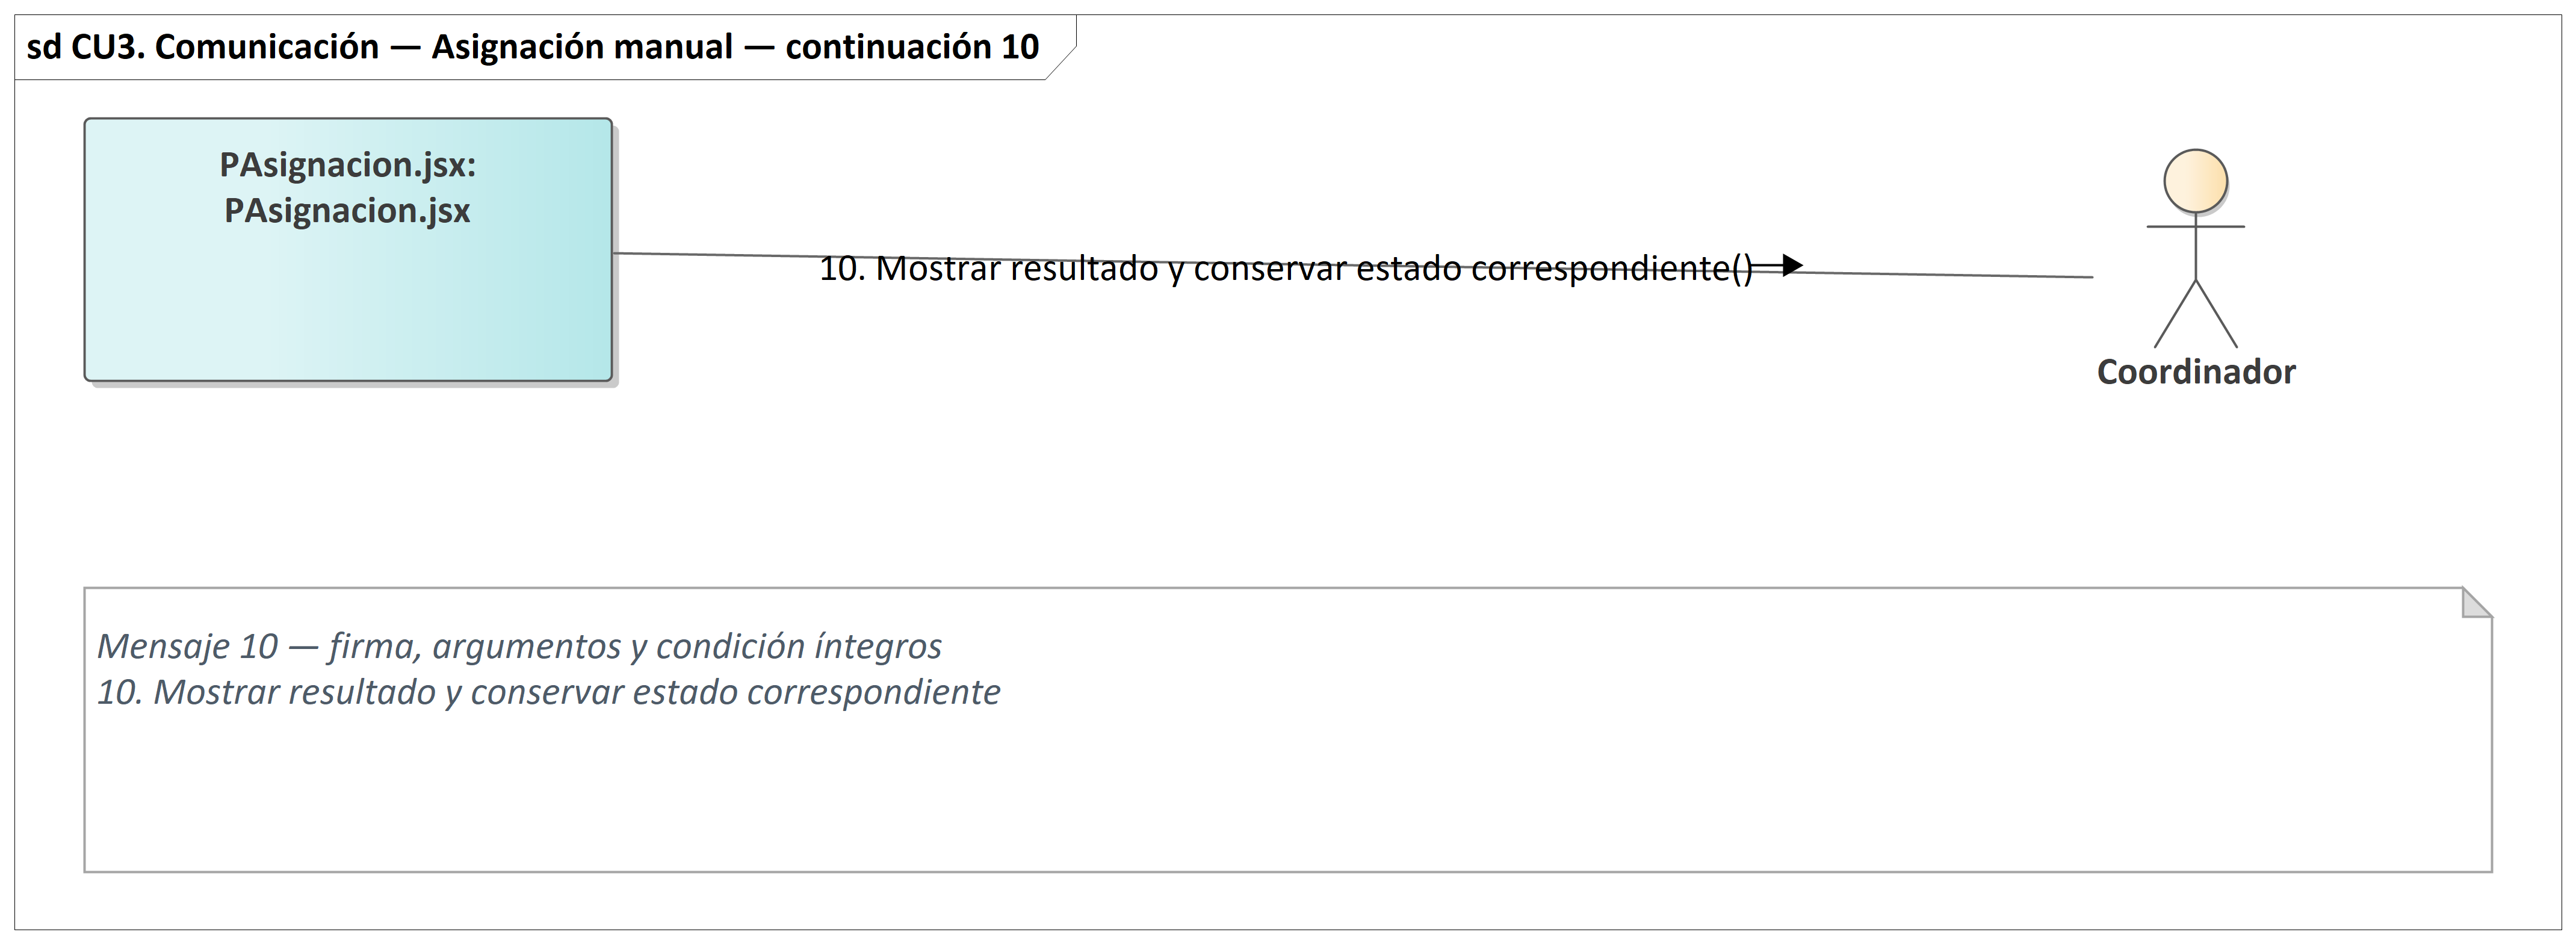 sd CU3. Comunicación — Asignación manual — continuación 10
PAsignacion.jsx:
PAsignacion.jsx
10. Mostrar resultado y conservar estado correspondiente()
Coordinador
Mensaje 10 — firma, argumentos y condición íntegros
10. Mostrar resultado y conservar estado correspondiente